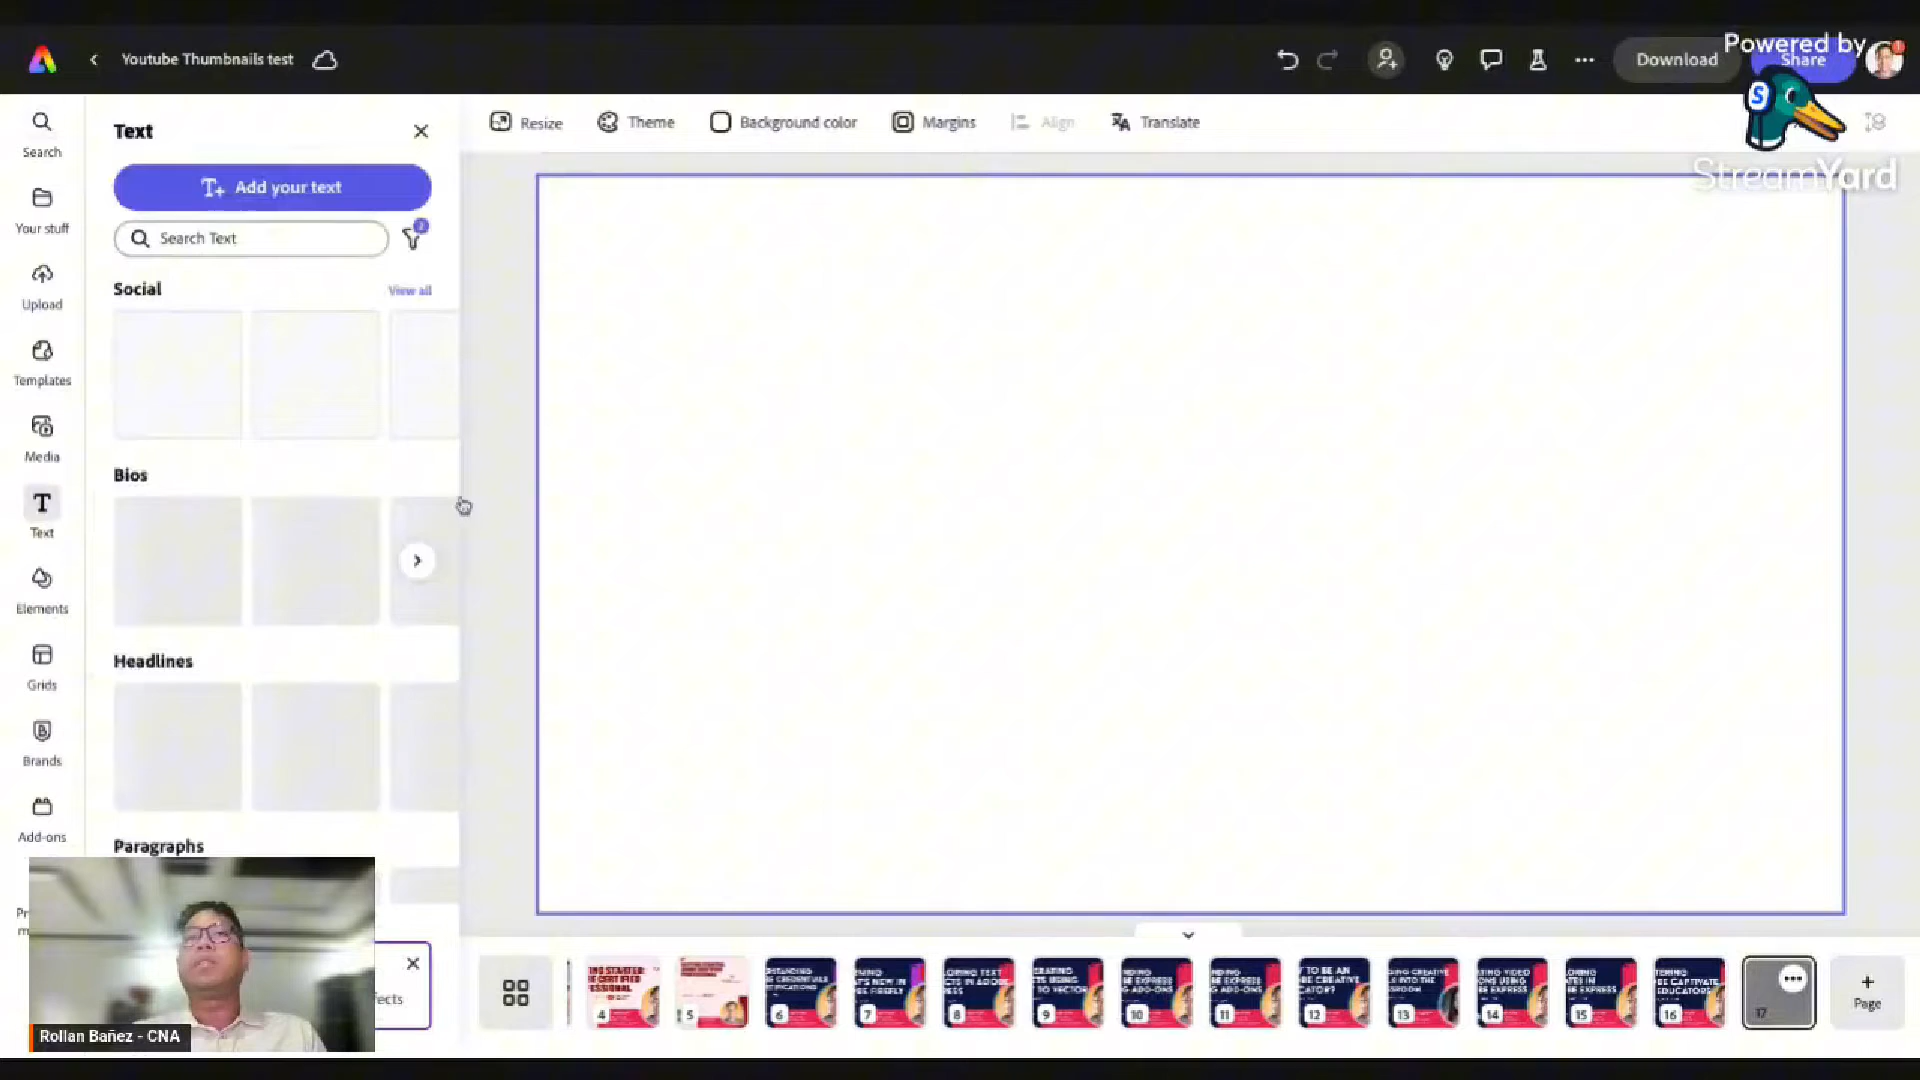 Youtube Thumbnails test
Download
Share
Powered by
StreamYard
Search
Your stuff
Upload
Templates
Media
Text
Elements
Grids
Brands
Add-ons
Text
Add your text
Search Text
2
Social
View all
Bios
Headlines
Paragraphs
Resize
Theme
Background color
Margins
Align
Translate
Rollan Bañez - CNA
4
5
6
7
8
9
10
11
12
13
14
15
16
17
Page